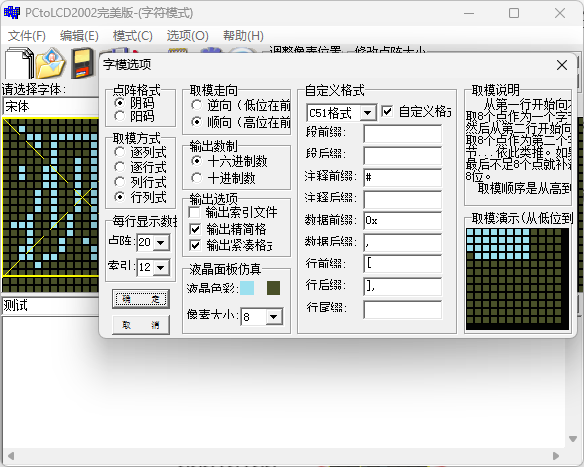 PCtoLCD2002完美版-(字符模式)
文件(F) 编辑(E) 模式(C) 选项(O) 帮助(H)
调整像素位置 修改点阵大小
请选择字体:
宋体
测试
字模选项
点阵格式
阴码
阳码
取模方式
逐列式
逐行式
列行式
行列式
每行显示数据
点阵: 20
索引: 12
确 定
取 消
取模走向
逆向(低位在前
顺向(高位在前
输出数制
十六进制数
十进制数
输出选项
输出索引文件
输出精简格
输出紧凑格式
液晶面板仿真
液晶色彩:
像素大小: 8
自定义格式
C51格式 自定义格式
段前缀:
段后缀:
注释前缀: #
注释后缀:
数据前缀: 0x
数据后缀: ,
行前缀: [
行后缀: ],
行尾缀:
取模说明
从第一行开始向
取8个点作为一个字
然后从第二行开始向
取8个点作为第二个字
节...依此类推。如果
最后不足8个点就补
8位。
取模顺序是从高到
取模演示(从低位到